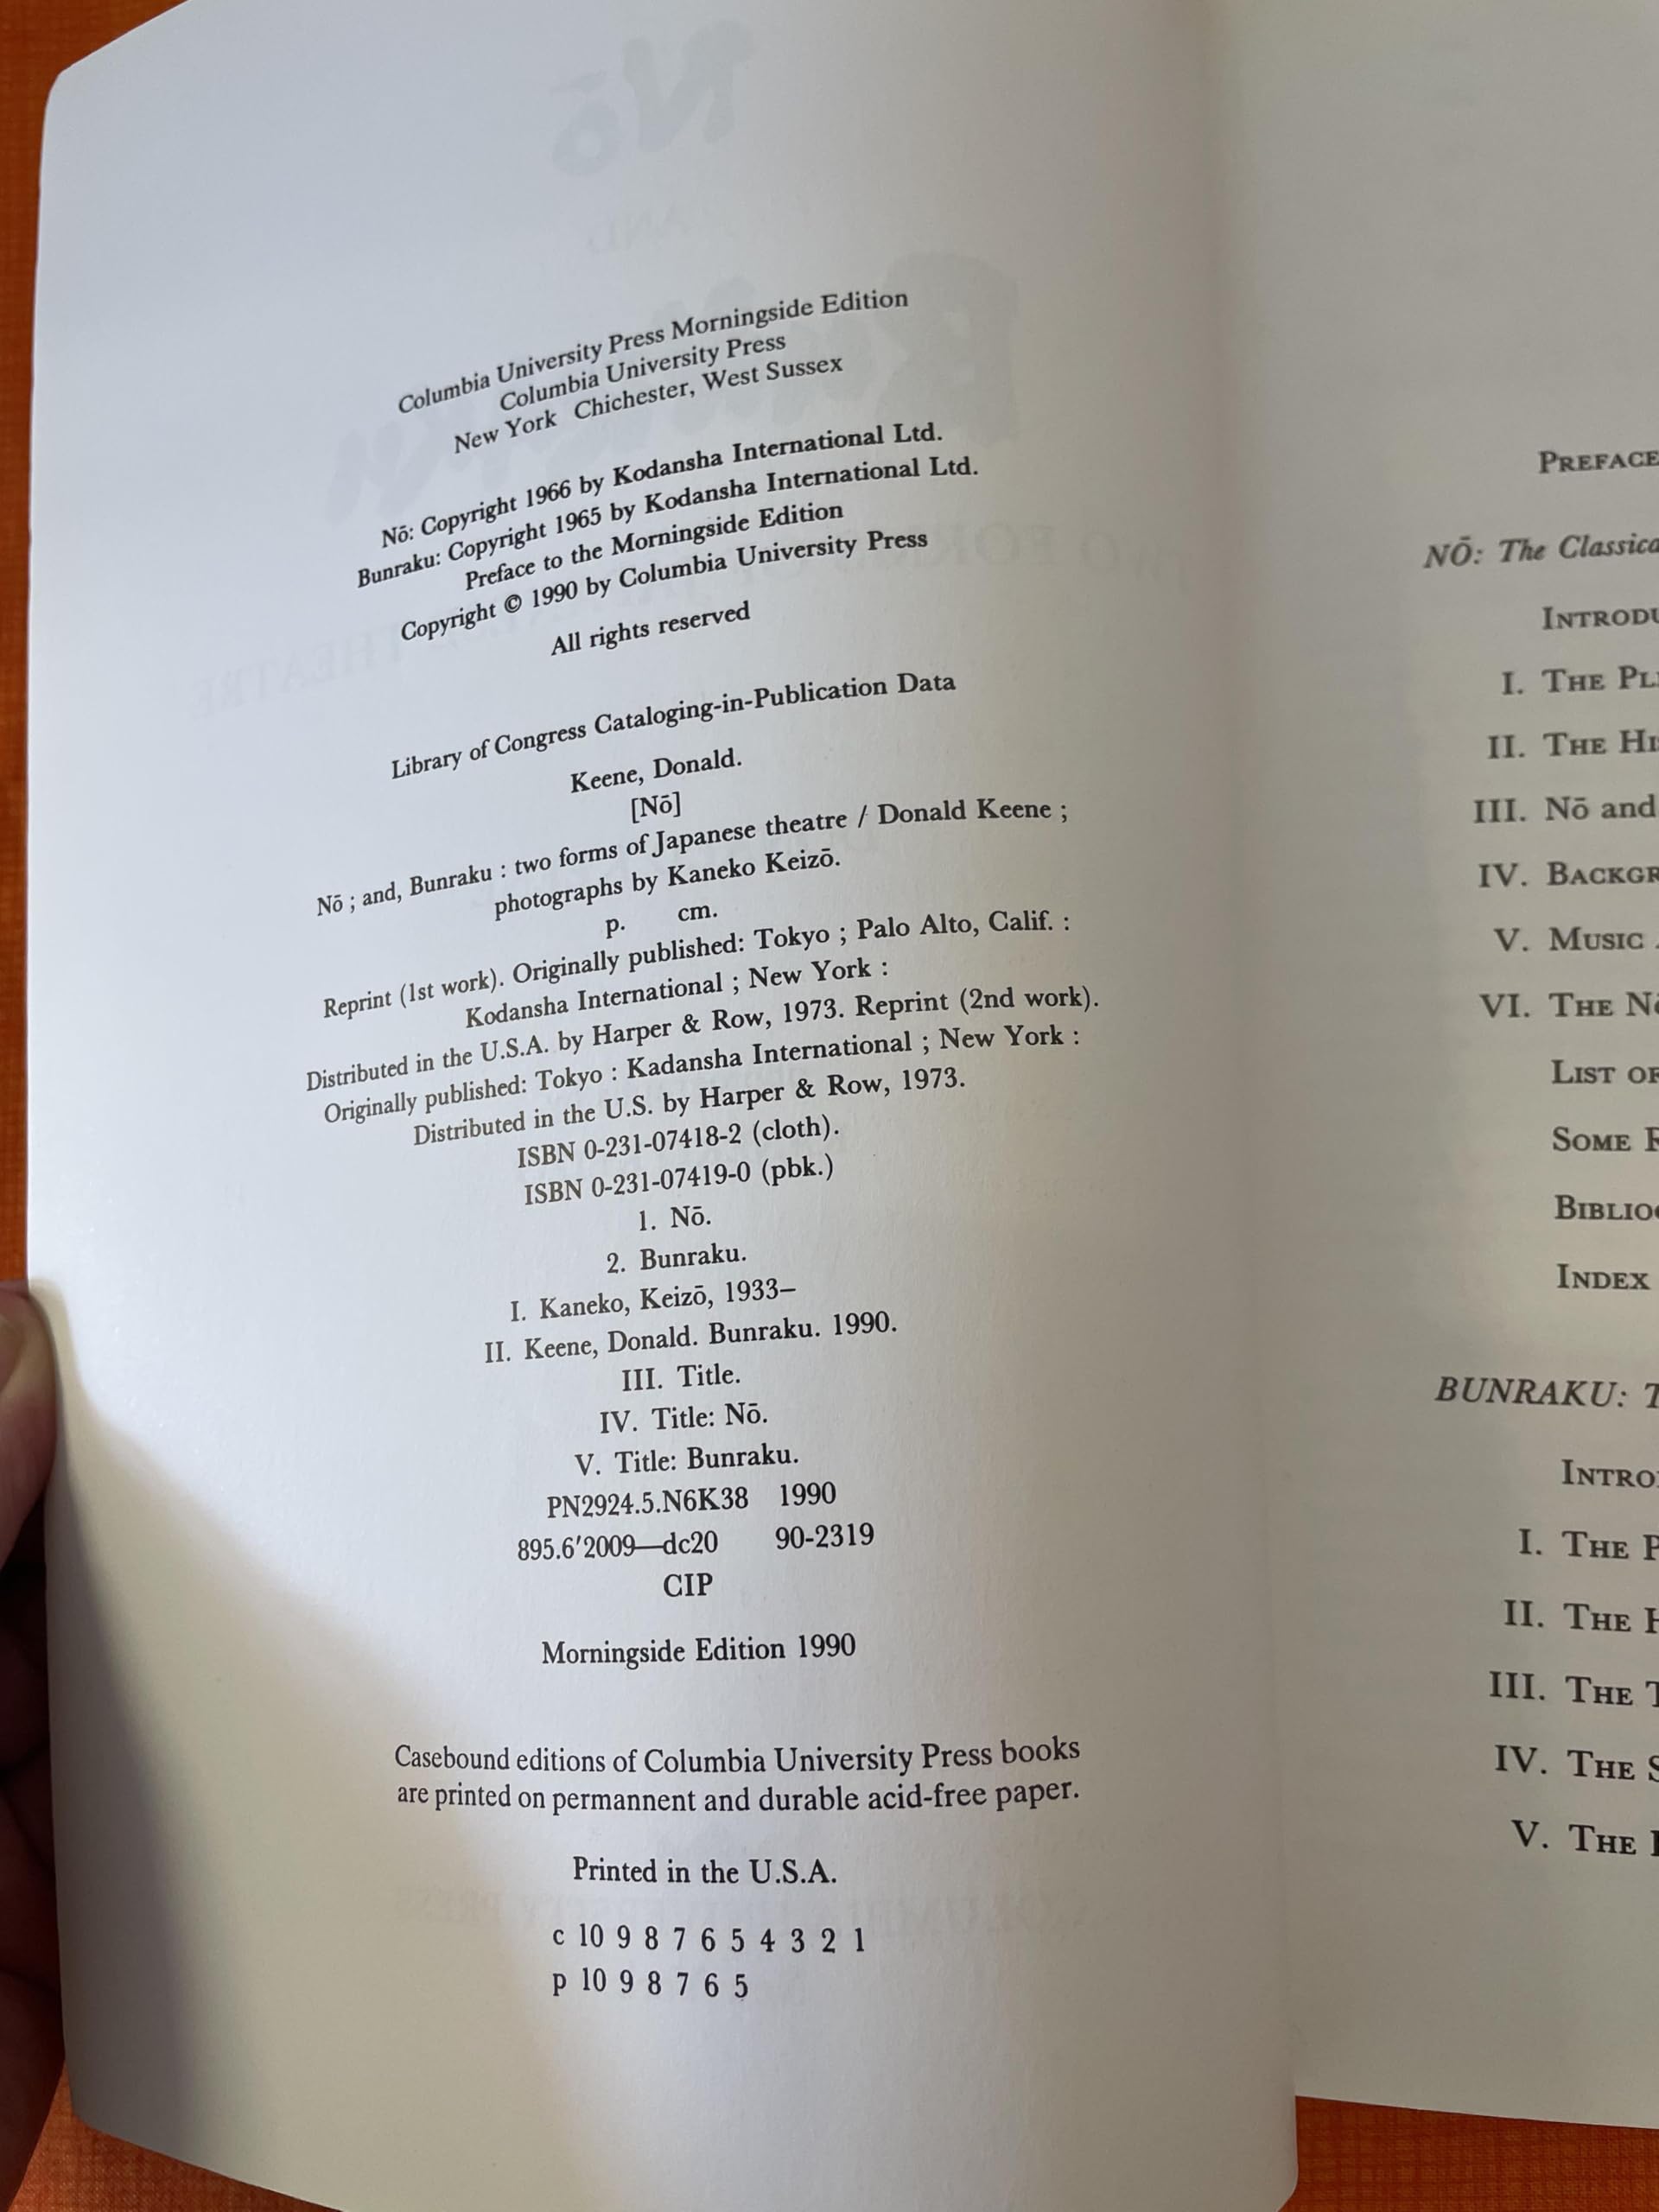 Columbia University Press Morningside Edition
Columbia University Press
New York Chichester, West Sussex
Nō: Copyright 1966 by Kodansha International Ltd.
Bunraku: Copyright 1965 by Kodansha International Ltd.
Preface to the Morningside Edition
Copyright © 1990 by Columbia University Press
All rights reserved
Library of Congress Cataloging-in-Publication Data
Keene, Donald.
[Nō]
Nō ; and, Bunraku : two forms of Japanese theatre / Donald Keene ;
photographs by Kaneko Keizō.
p. cm.
Reprint (1st work). Originally published: Tokyo ; Palo Alto, Calif. :
Kodansha International ; New York :
Distributed in the U.S.A. by Harper & Row, 1973. Reprint (2nd work).
Originally published: Tokyo : Kadansha International ; New York :
Distributed in the U.S. by Harper & Row, 1973.
ISBN 0-231-07418-2 (cloth).
ISBN 0-231-07419-0 (pbk.)
1. Nō.
2. Bunraku.
I. Kaneko, Keizō, 1933–
II. Keene, Donald. Bunraku. 1990.
III. Title.
IV. Title: Nō.
V. Title: Bunraku.
PN2924.5.N6K38 1990
895.6′2009—dc20 90-2319
CIP
Morningside Edition 1990
Casebound editions of Columbia University Press books
are printed on permannent and durable acid-free paper.
Printed in the U.S.A.
c 10 9 8 7 6 5 4 3 2 1
p 10 9 8 7 6 5
PREFACE
NŌ: The Classica
INTRODU
I. THE PL
II. THE HI
III. Nō and
IV. BACKGR
V. MUSIC
VI. THE Nō
LIST OF
SOME
BIBLIO
INDEX
BUNRAKU: T
INTRO
I. THE P
II. THE H
III. THE T
IV. THE S
V. THE